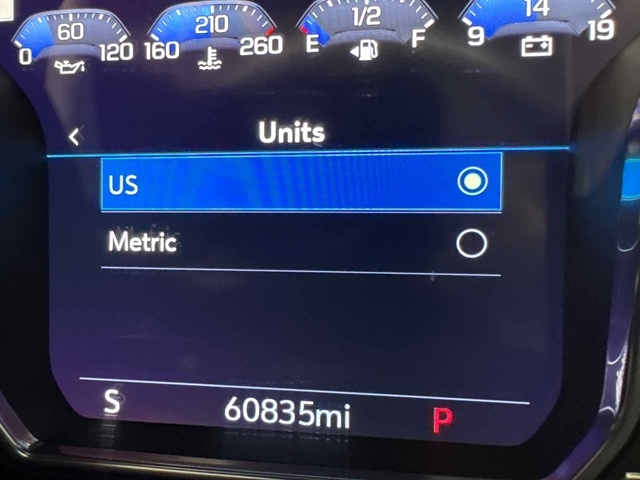 60 210 1/2 14
0 120 160 260 E F 9 19
Units
US
Metric
S 60835mi P